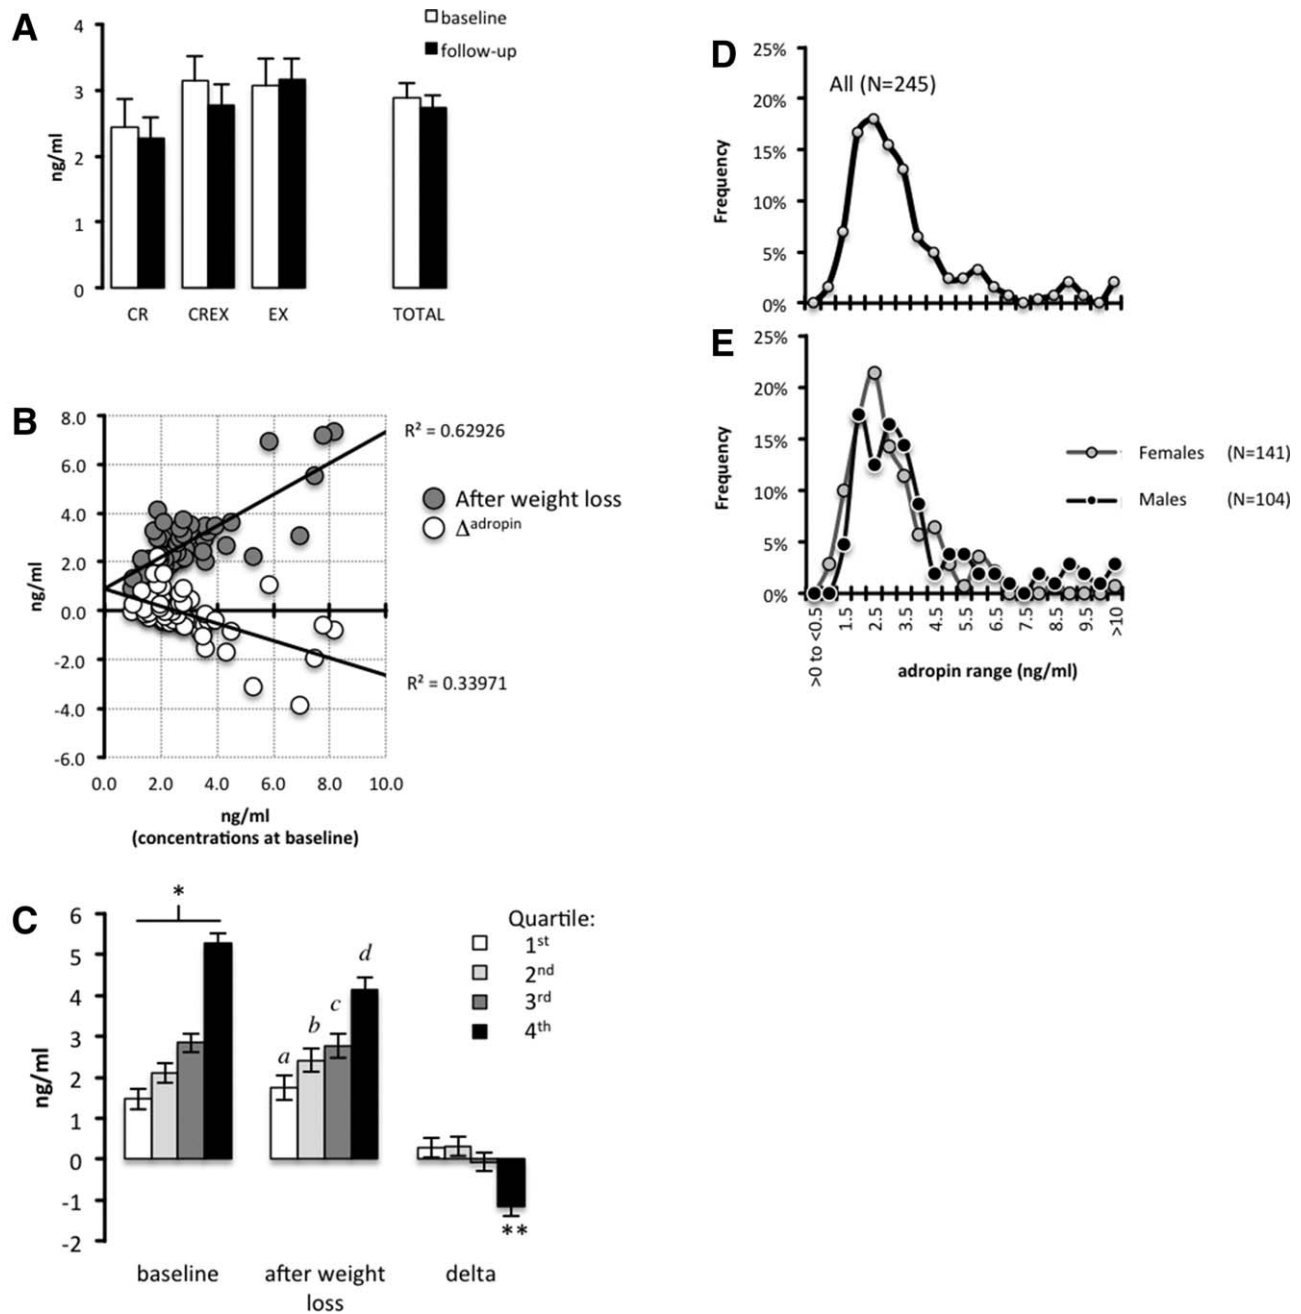 A
4
3
2
1
0
ng/ml
baseline
follow-up
CR
CREX
EX
TOTAL
B
8.0
6.0
4.0
2.0
0.0
-2.0
-4.0
-6.0
ng/ml
R² = 0.62926
After weight loss
Δadropin
R² = 0.33971
0.0
2.0
4.0
6.0
8.0
10.0
ng/ml
(concentrations at baseline)
C
6
5
4
3
2
1
0
-1
-2
ng/ml
*
a
b
c
d
**
Quartile:
1st
2nd
3rd
4th
baseline
after weight
loss
delta
D
25%
20%
15%
10%
5%
0%
Frequency
All (N=245)
E
25%
20%
15%
10%
5%
0%
Frequency
Females (N=141)
Males (N=104)
>0 to <0.5
1.5
2.5
3.5
4.5
5.5
6.5
7.5
8.5
9.5
>10
adropin range (ng/ml)